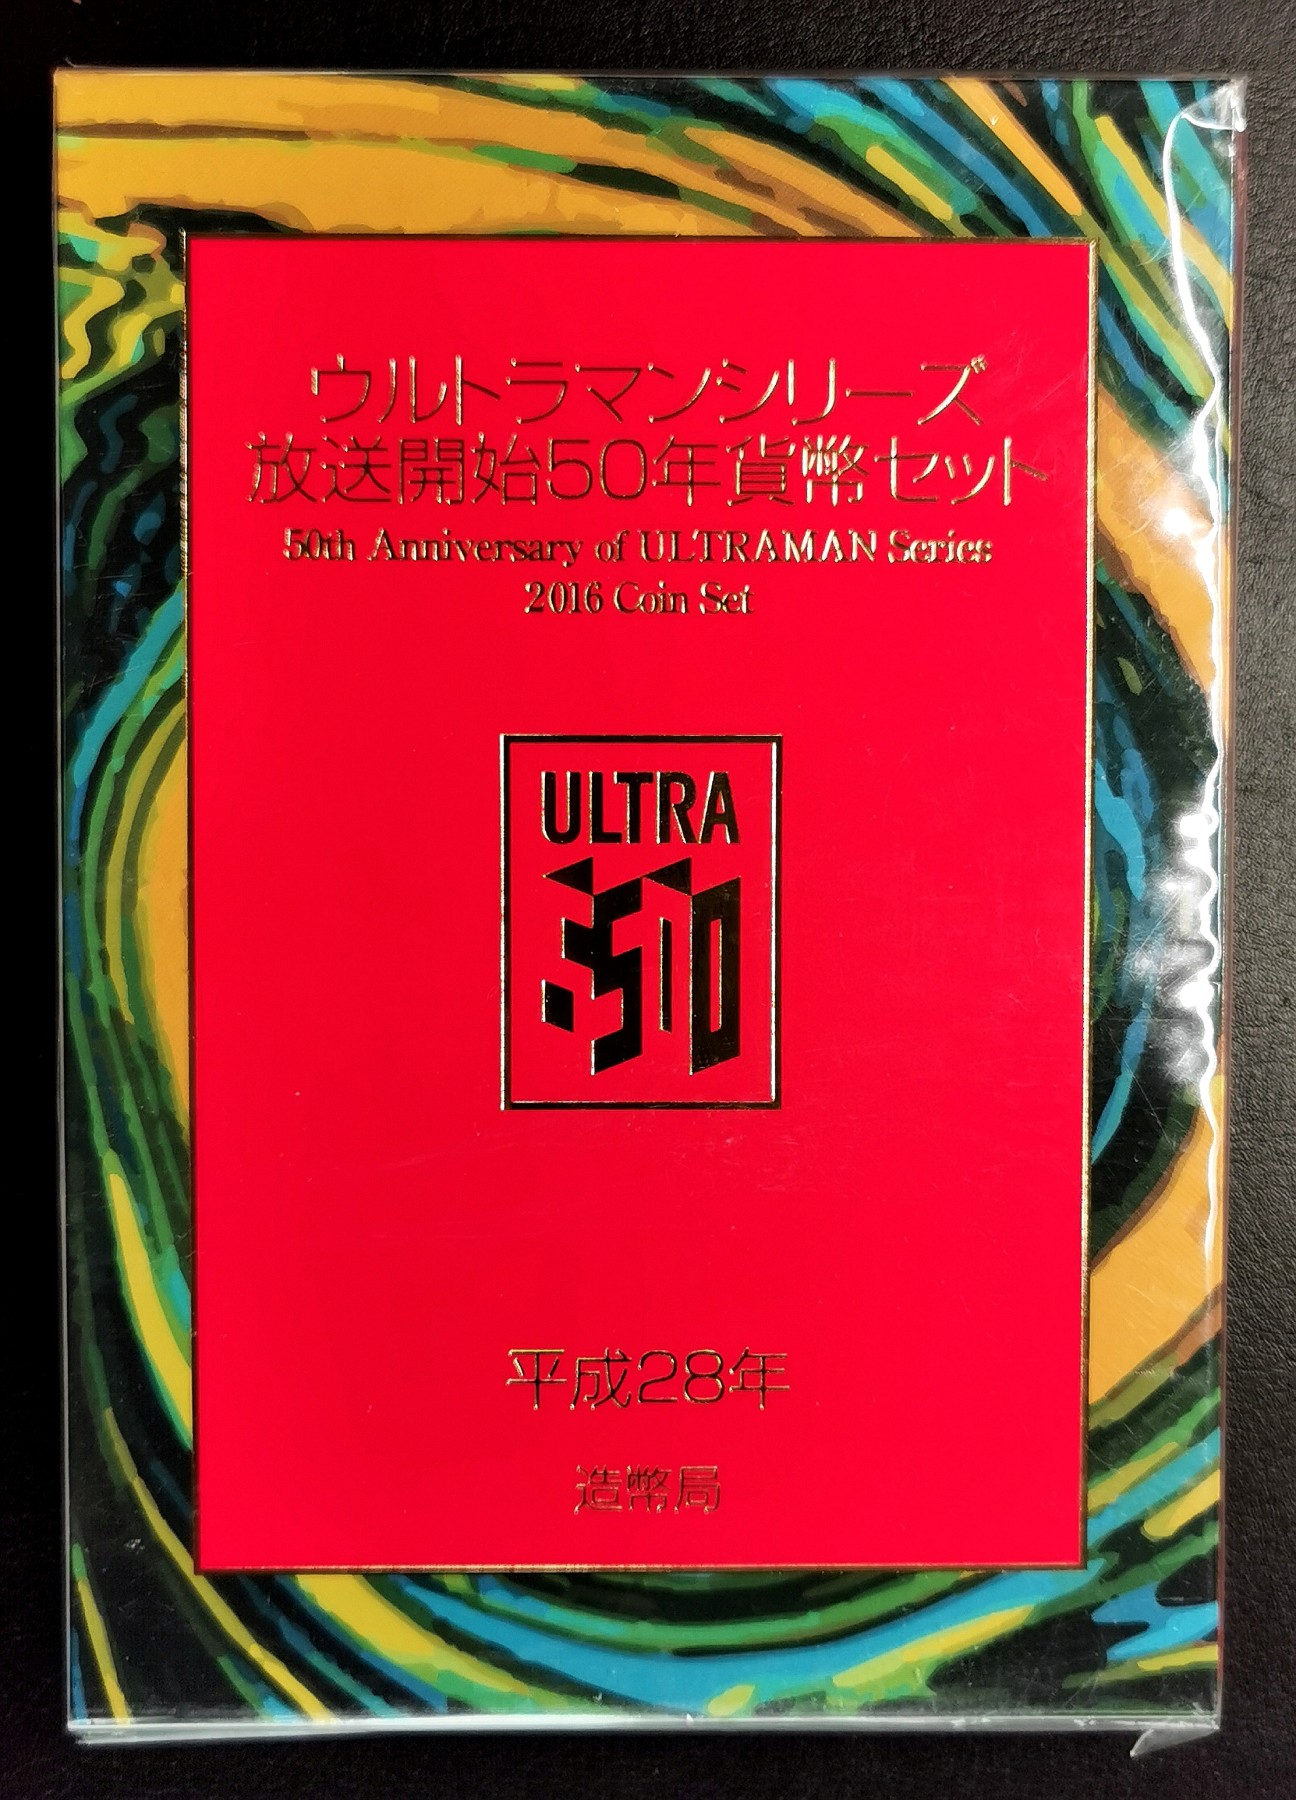 ウルトラマンシリーズ
放送開始50年貨幣セット
50th Anniversary of ULTRAMAN Series
2016 Coin Set
ULTRA
50
平成28年
造幣局